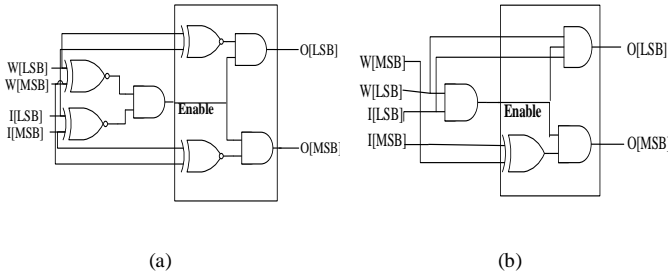 W[LSB]
W[MSB]
I[LSB]
I[MSB]
Enable
O[LSB]
O[MSB]
(a)
W[MSB]
W[LSB]
I[LSB]
I[MSB]
Enable
O[LSB]
O[MSB]
(b)